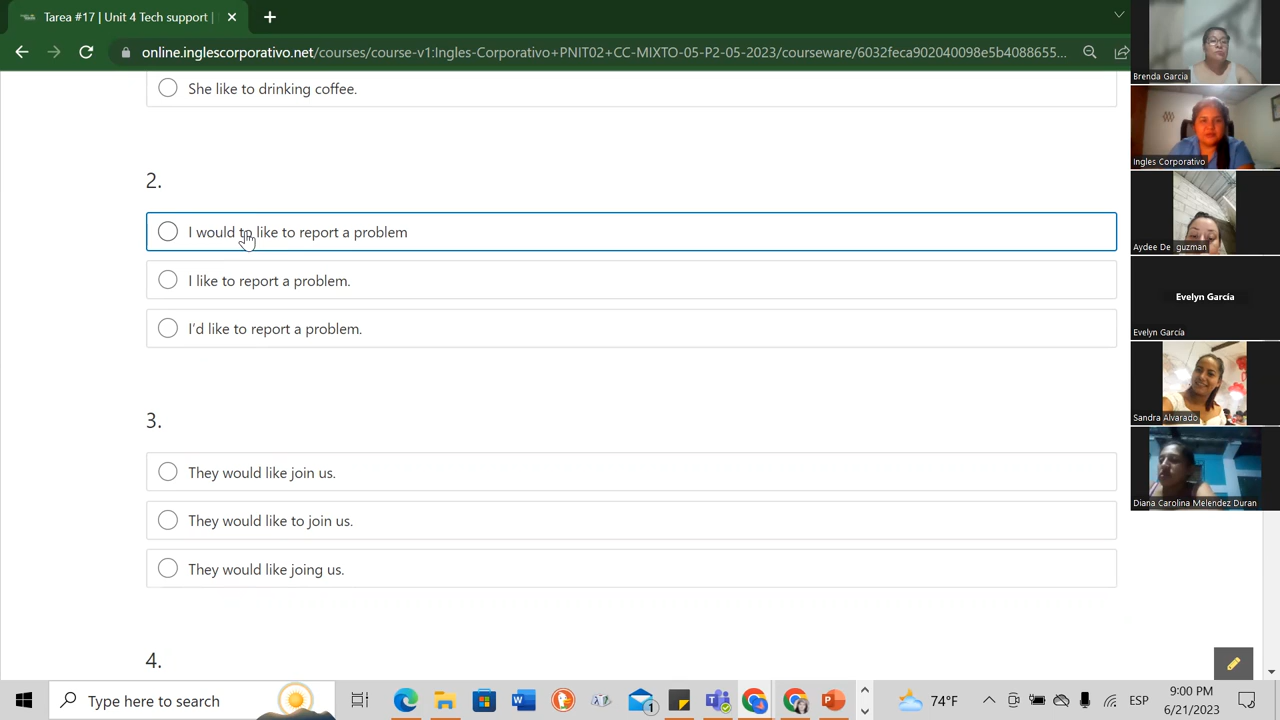 Tarea #17 | Unit 4 Tech support |
online.inglescorporativo.net/courses/course-v1:Ingles-Corporativo+PNIT02+CC-MIXTO-05-P2-05-2023/courseware/6032feca902040098e5b4088655...
She like to drinking coffee.
2.
I would to like to report a problem
I like to report a problem.
I'd like to report a problem.
3.
They would like join us.
They would like to join us.
They would like joing us.
4.
Brenda Garcia
Ingles Corporativo
Aydee De guzman
Evelyn García
Evelyn García
Sandra Alvarado
Diana Carolina Melendez Duran
Type here to search
1
74°F
ESP
9:00 PM
6/21/2023